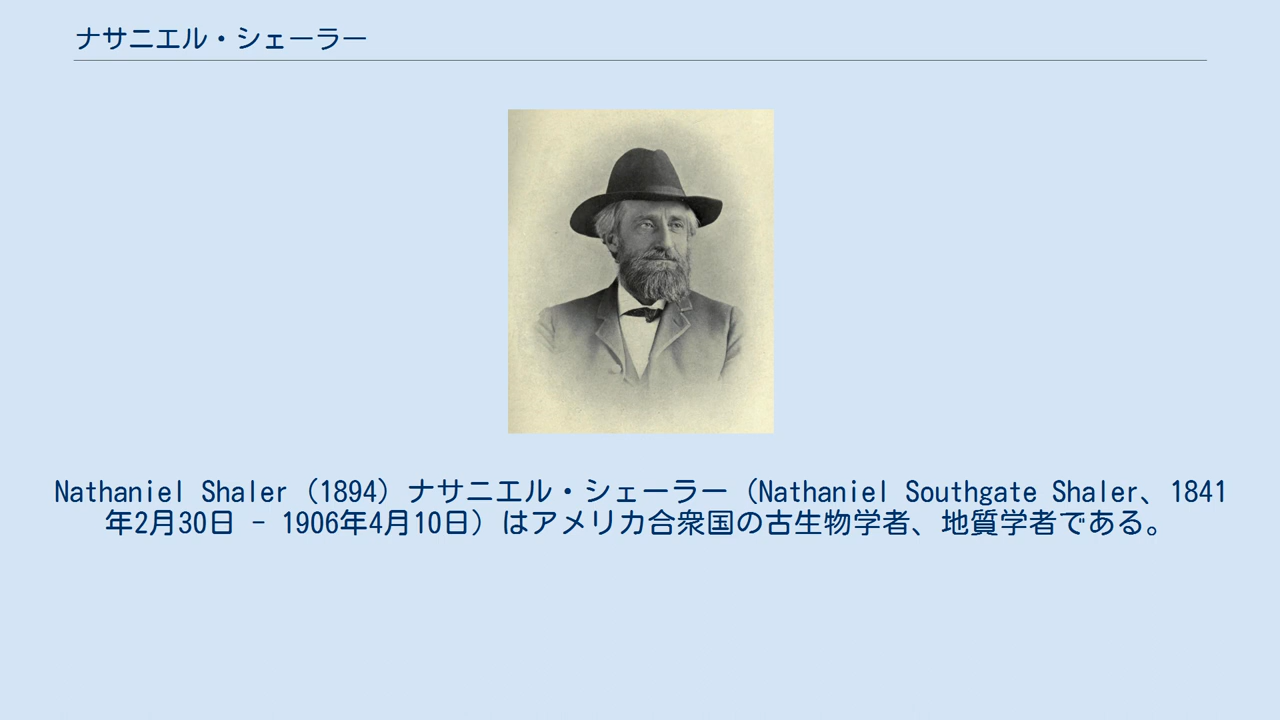 ナサニエル・シェーラー
Nathaniel Shaler (1894) ナサニエル・シェーラー（Nathaniel Southgate Shaler、1841
年2月30日 - 1906年4月10日）はアメリカ合衆国の古生物学者、地質学者である。